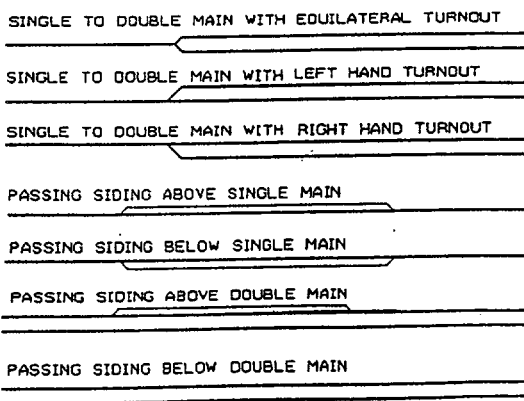 SINGLE TO DOUBLE MAIN WITH EQUILATERAL TURNOUT
SINGLE TO DOUBLE MAIN WITH LEFT HAND TURNOUT
SINGLE TO DOUBLE MAIN WITH RIGHT HAND TURNOUT
PASSING SIDING ABOVE SINGLE MAIN
PASSING SIDING BELOW SINGLE MAIN
PASSING SIDING ABOVE DOUBLE MAIN
PASSING SIDING BELOW DOUBLE MAIN